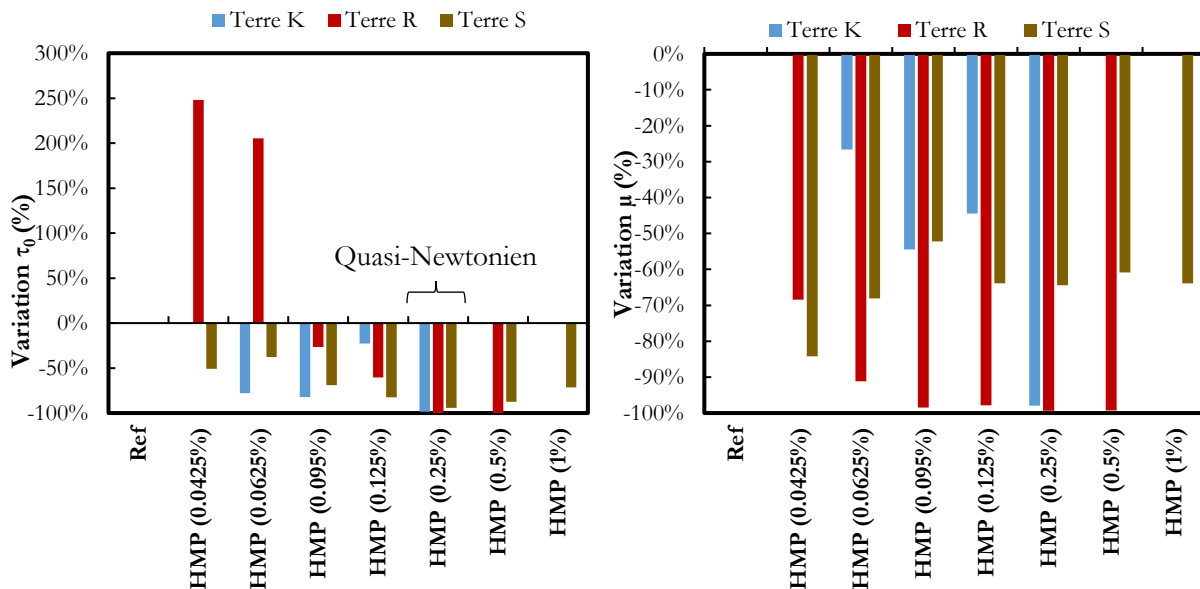 Terre K Terre R Terre S
300%
250%
200%
150%
100%
50%
0%
-50%
-100%
Variation τ0 (%)
Quasi-Newtonien
Ref
HMP (0.0425%)
HMP (0.0625%)
HMP (0.095%)
HMP (0.125%)
HMP (0.25%)
HMP (0.5%)
HMP (1%)
Terre K Terre R Terre S
0%
-10%
-20%
-30%
-40%
-50%
-60%
-70%
-80%
-90%
-100%
Variation µ (%)
Ref
HMP (0.0425%)
HMP (0.0625%)
HMP (0.095%)
HMP (0.125%)
HMP (0.25%)
HMP (0.5%)
HMP (1%)